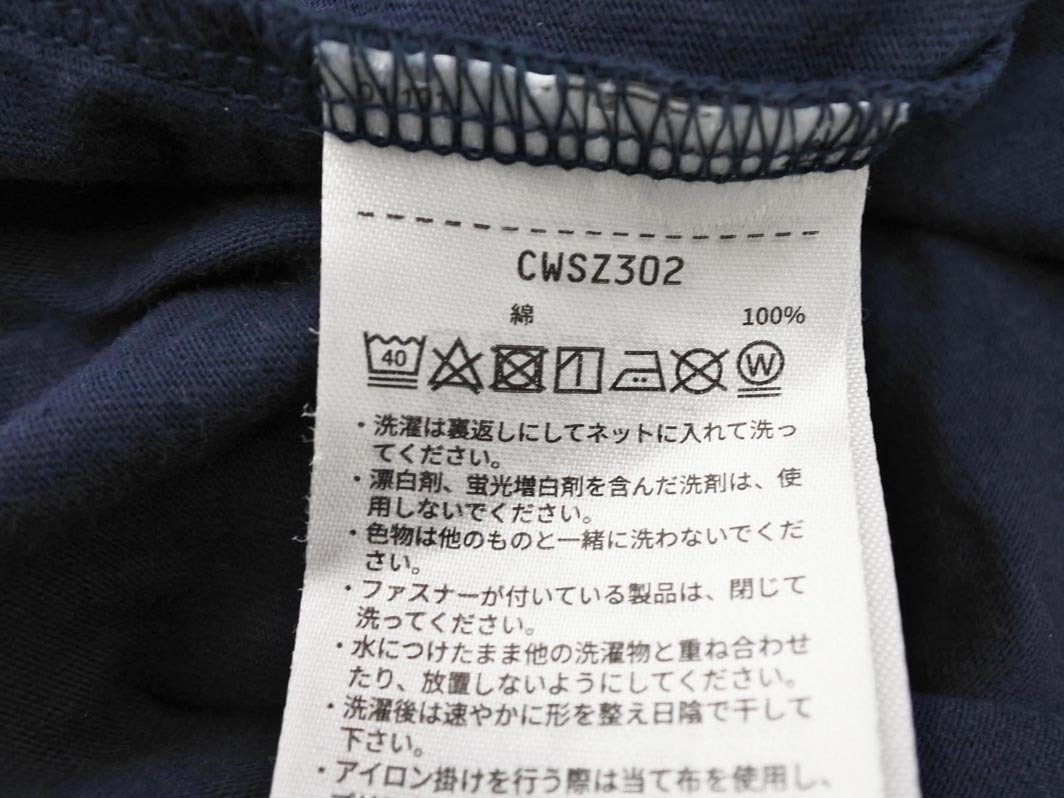 CWSZ302
綿 100%
40 W
・洗濯は裏返しにしてネットに入れて洗っ
てください。
・漂白剤、蛍光増白剤を含んだ洗剤は、使
用しないでください。
・色物は他のものと一緒に洗わないでくだ
さい。
・ファスナーが付いている製品は、閉じて
洗ってください。
・水につけたまま他の洗濯物と重ね合わせ
たり、放置しないようにしてください。
・洗濯後は速やかに形を整え日陰で干して
下さい。
・アイロン掛けを行う際は当て布を使用し、